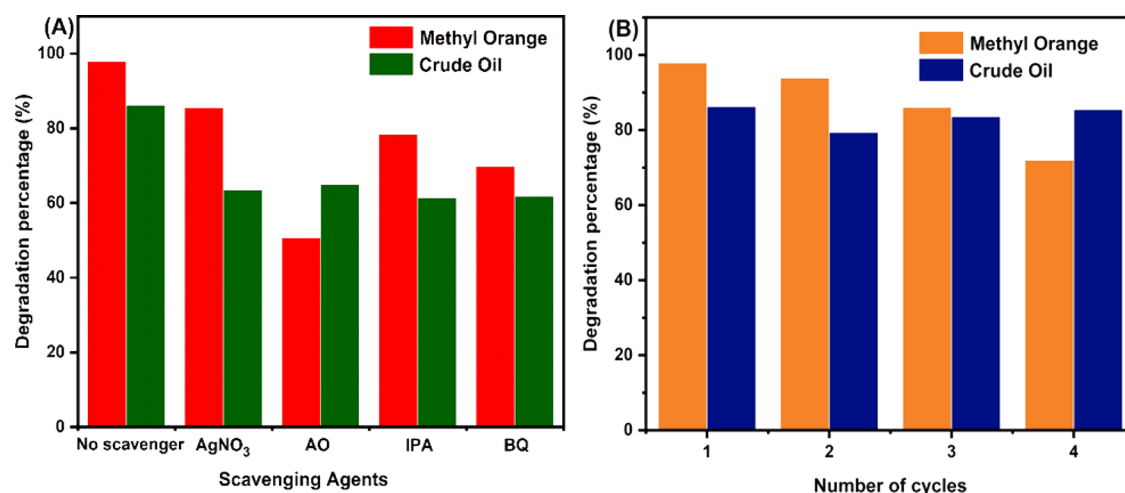 (A)
Methyl Orange
Crude Oil
Degradation percentage (%)
100
80
60
40
20
0
No scavenger AgNO₃ AO IPA BQ
Scavenging Agents
(B)
Methyl Orange
Crude Oil
Degradation percentage (%)
100
80
60
40
20
0
1 2 3 4
Number of cycles